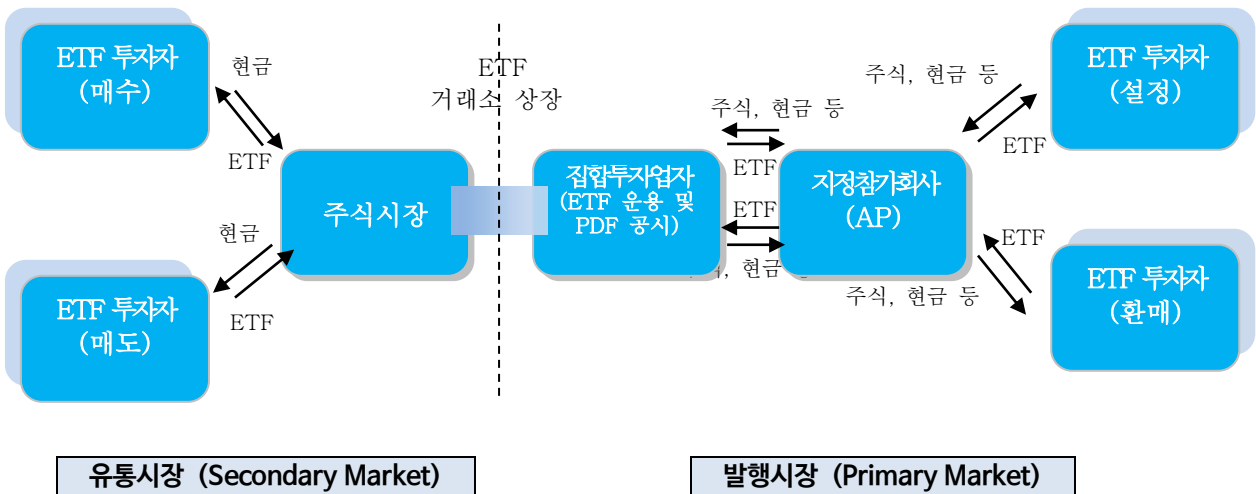 ETF 투자자
(매수)
현금
ETF
ETF
거래소 상장
주식, 현금 등
주식, 현금 등
ETF 투자자
(설정)
ETF
ETF
주식시장
집합투자업자
(ETF 운용 및
PDF 공시)
지정참가회사
(AP)
ETF
현금
ETF
, 현금
주식, 현금 등
ETF
ETF 투자자
(매도)
ETF 투자자
(환매)
유통시장 (Secondary Market)
발행시장 (Primary Market)